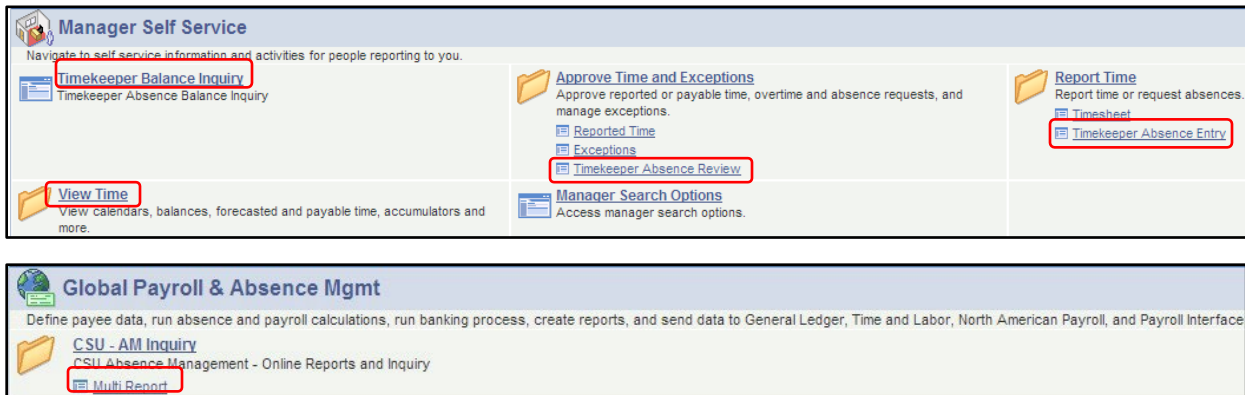 Manager Self Service
Navigate to self service information and activities for people reporting to you.
Timekeeper Balance Inquiry
Timekeeper Absence Balance Inquiry
Approve Time and Exceptions
Approve reported or payable time, overtime and absence requests, and
manage exceptions.
Reported Time
Exceptions
Timekeeper Absence Review
Report Time
Report time or request absences.
Timesheet
Timekeeper Absence Entry
View Time
View calendars, balances, forecasted and payable time, accumulators and
more.
Manager Search Options
Access manager search options.
Global Payroll & Absence Mgmt
Define payee data, run absence and payroll calculations, run banking process, create reports, and send data to General Ledger, Time and Labor, North American Payroll, and Payroll Interface
CSU - AM Inquiry
CSU Absence Management - Online Reports and Inquiry
Multi Report